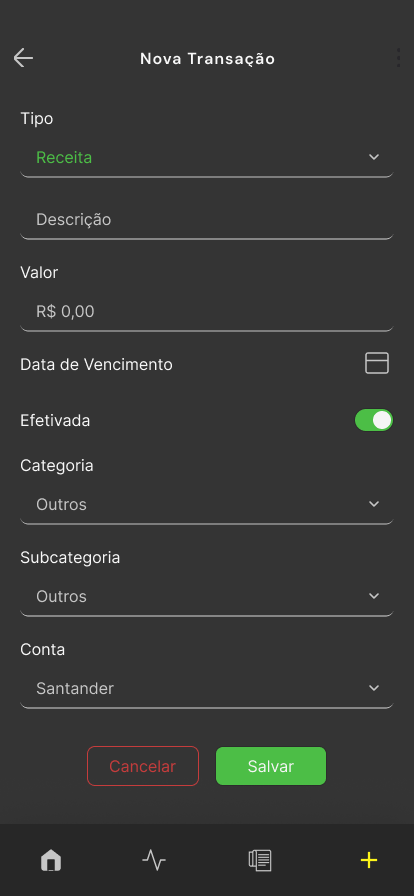 Nova Transação
Tipo
Receita
Descrição
Valor
R$ 0,00
Data de Vencimento
Efetivada
Categoria
Outros
Subcategoria
Outros
Conta
Santander
Cancelar Salvar